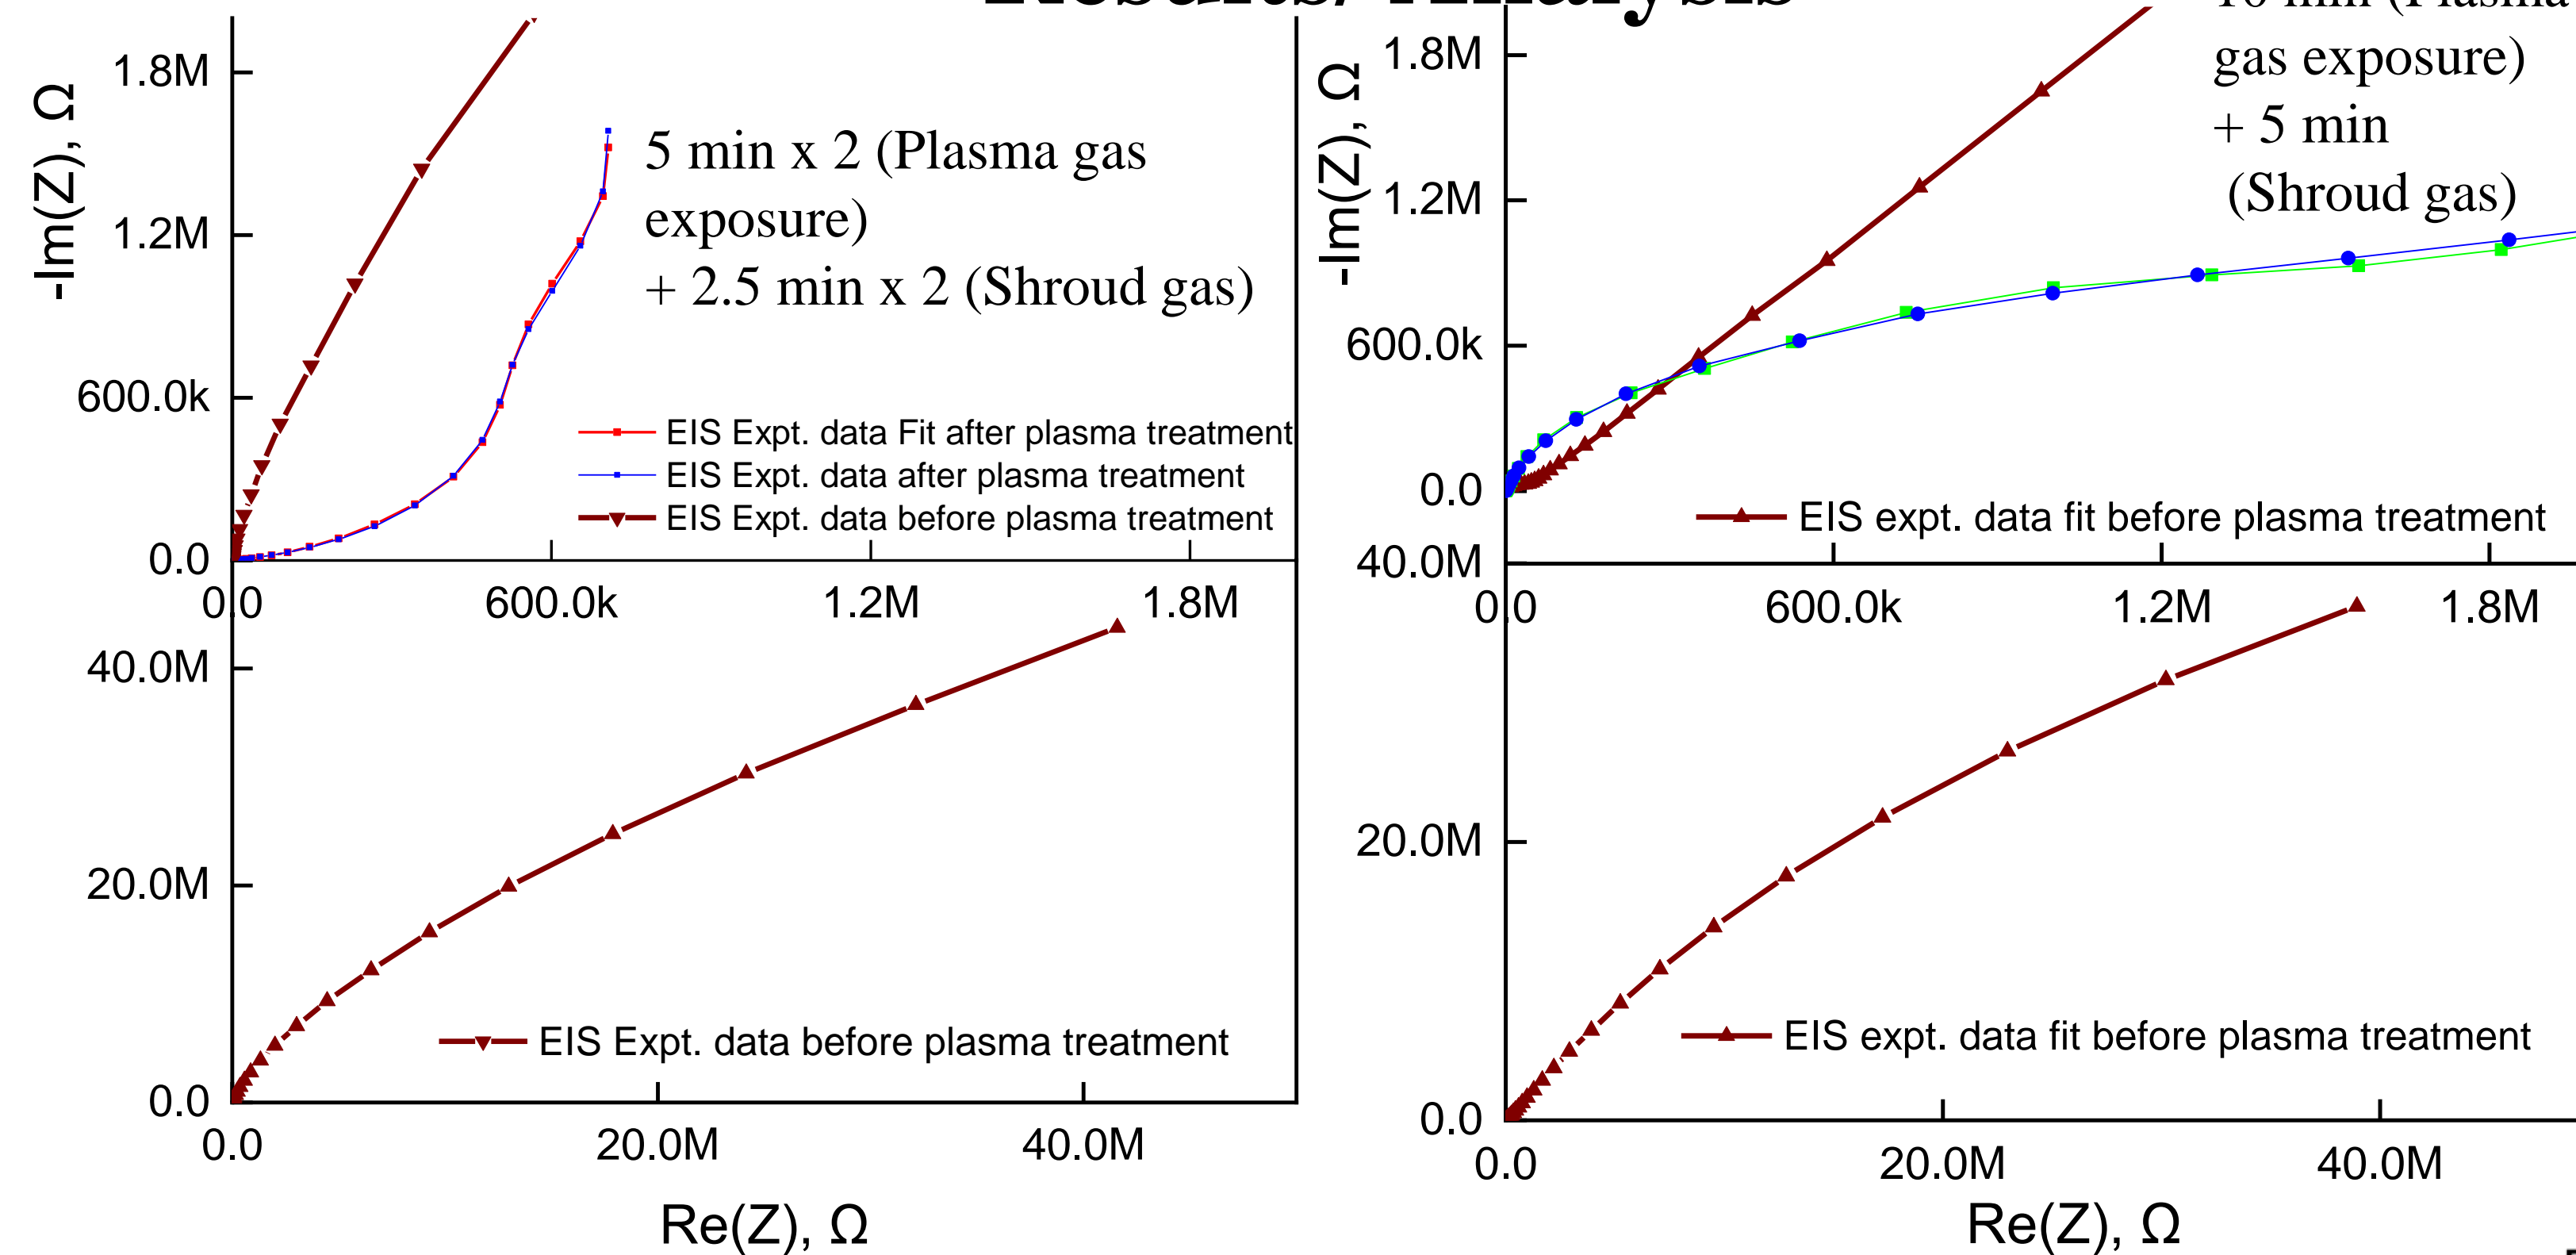 Results/Analysis
-Im(Z), Ω
1.8M
1.2M
600.0k
0.0
5 min x 2 (Plasma gas
exposure)
+ 2.5 min x 2 (Shroud gas)
EIS Expt. data Fit after plasma treatment
EIS Expt. data after plasma treatment
EIS Expt. data before plasma treatment
0.0
600.0k
1.2M
1.8M
40.0M
20.0M
0.0
EIS Expt. data before plasma treatment
0.0
20.0M
40.0M
Re(Z), Ω
-Im(Z), Ω
1.8M
1.2M
600.0k
0.0
10 min (Plasma
gas exposure)
+ 5 min
(Shroud gas)
EIS expt. data fit before plasma treatment
40.0M
0.0
600.0k
1.2M
1.8M
20.0M
0.0
EIS expt. data fit before plasma treatment
0.0
20.0M
40.0M
Re(Z), Ω